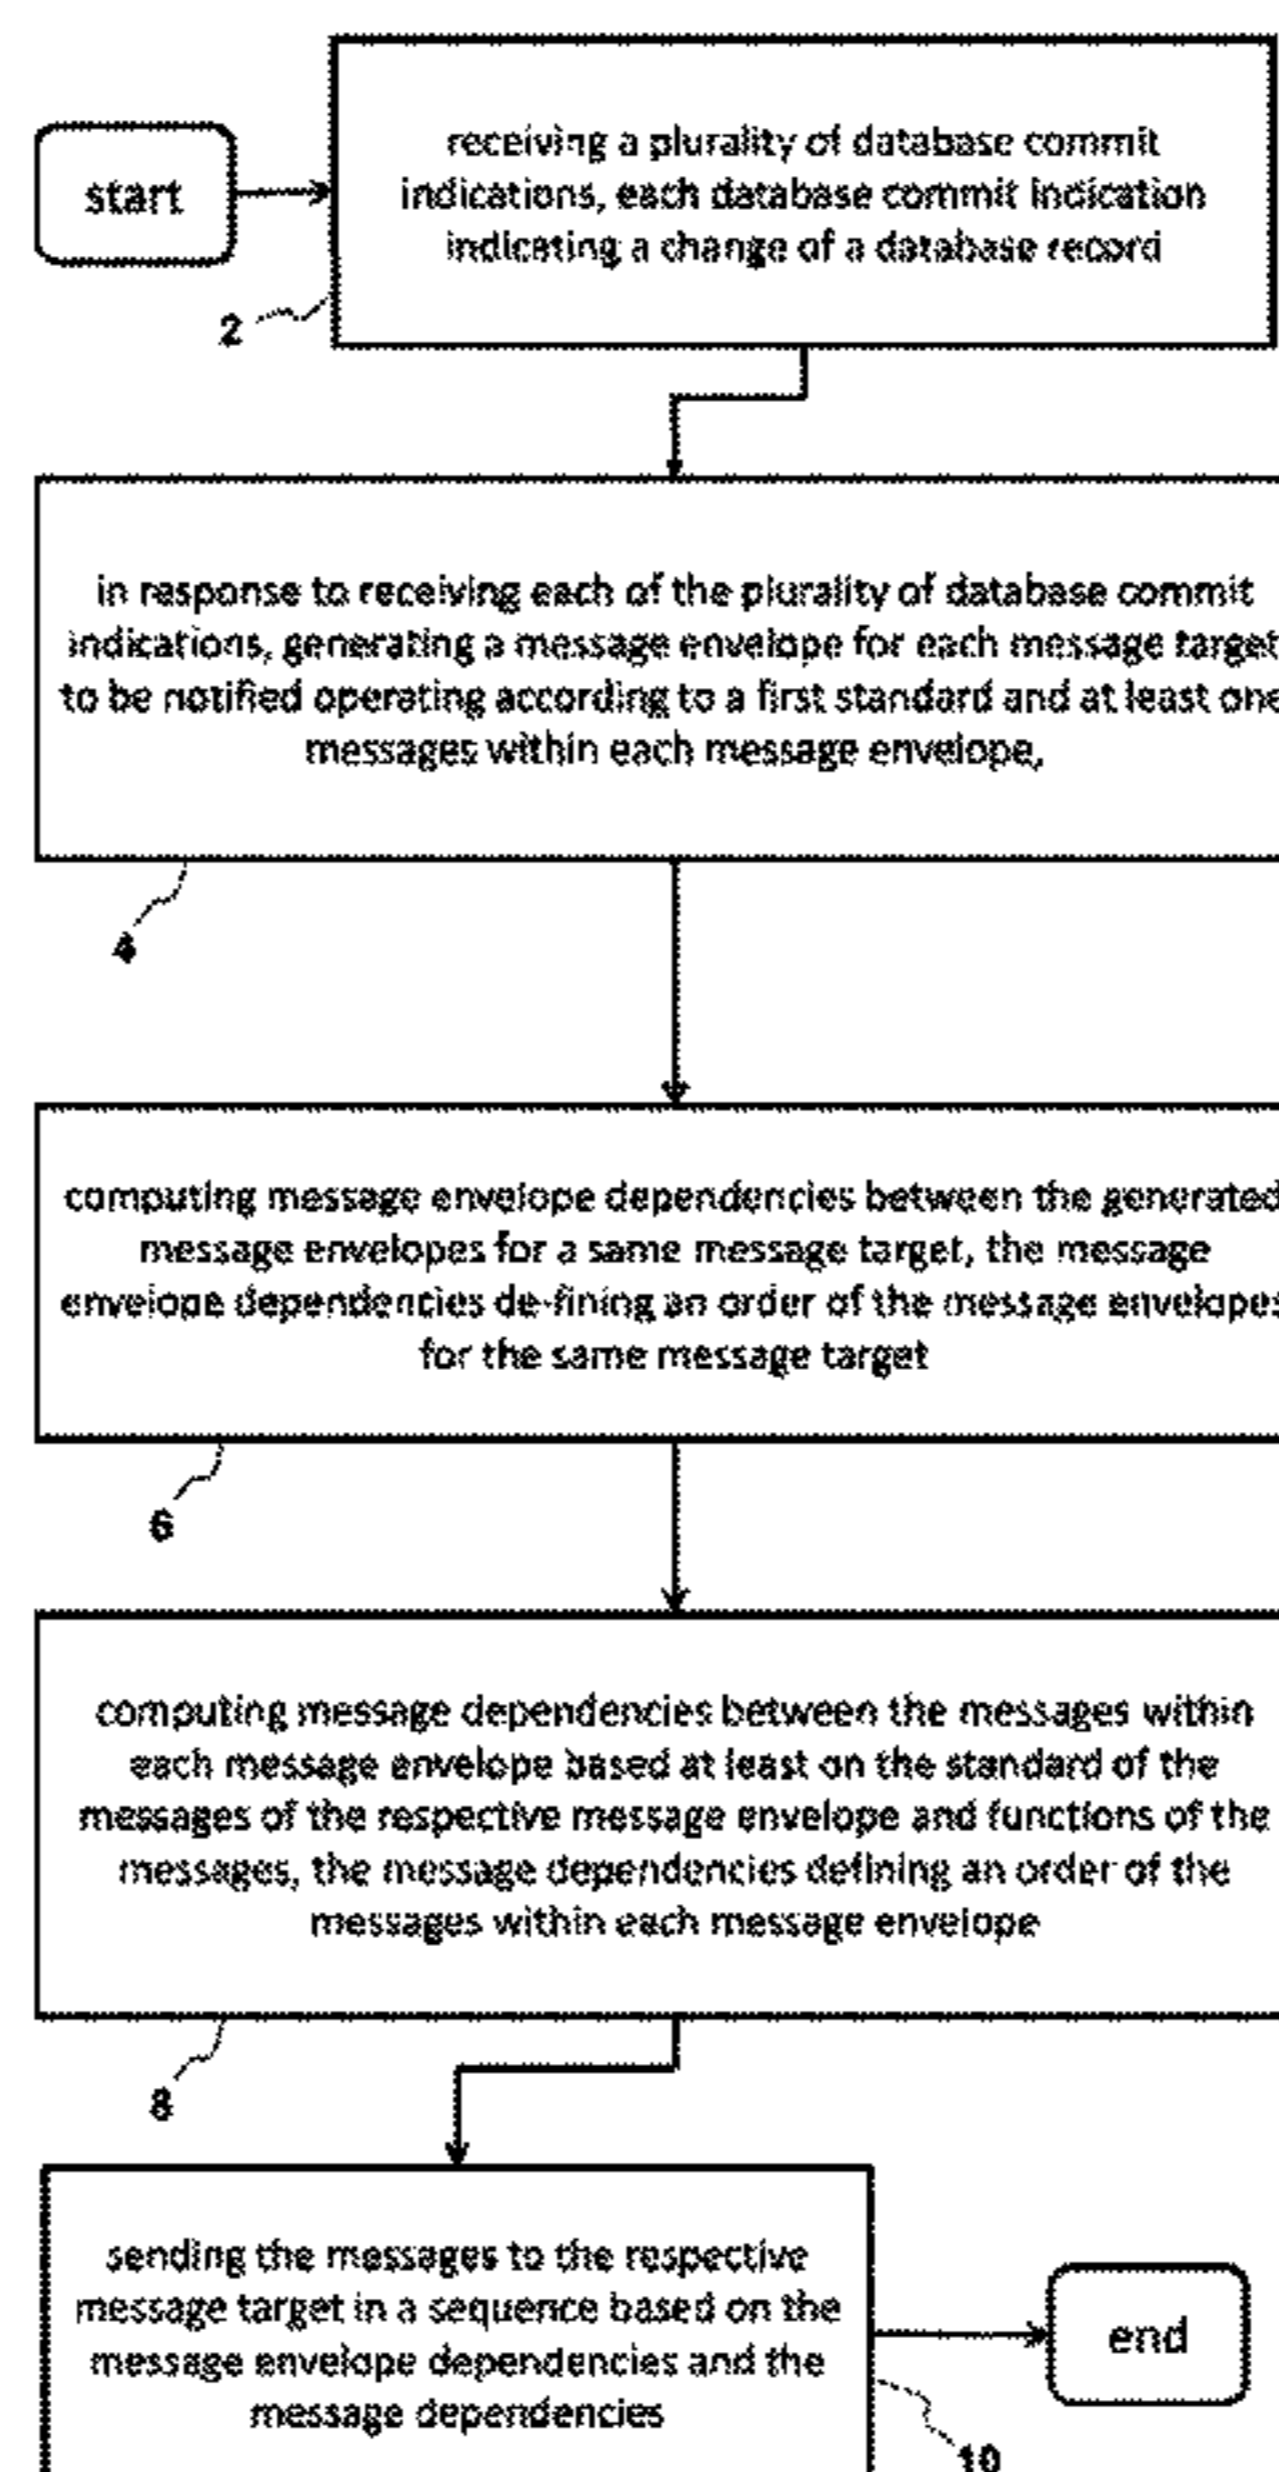 start
receiving a plurality of database commit
indications, each database commit indication
indicating a change of a database record
2
in response to receiving each of the plurality of database commit
indications, generating a message envelope for each message target
to be notified operating according to a first standard and at least one
messages within each message envelope,
4
computing message envelope dependencies between the generated
message envelopes for a same message target, the message
envelope dependencies de-fining an order of the message envelopes
for the same message target
6
computing message dependencies between the messages within
each message envelope based at least on the standard of the
messages of the respective message envelope and functions of the
messages, the message dependencies defining an order of the
messages within each message envelope
8
sending the messages to the respective
message target in a sequence based on the
message envelope dependencies and the
message dependencies
end
10